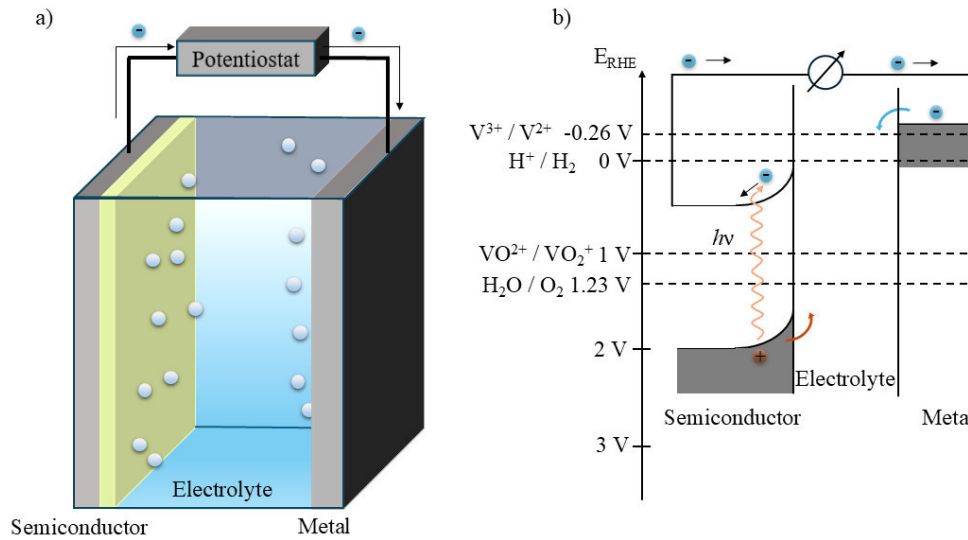 a)
Potentiostat
Electrolyte
Semiconductor
Metal
b)
E_RHE
V³⁺ / V²⁺ -0.26 V
H⁺ / H₂ 0 V
hν
VO²⁺ / VO₂⁺ 1 V
H₂O / O₂ 1.23 V
2 V
Electrolyte
Semiconductor
Meta
3 V